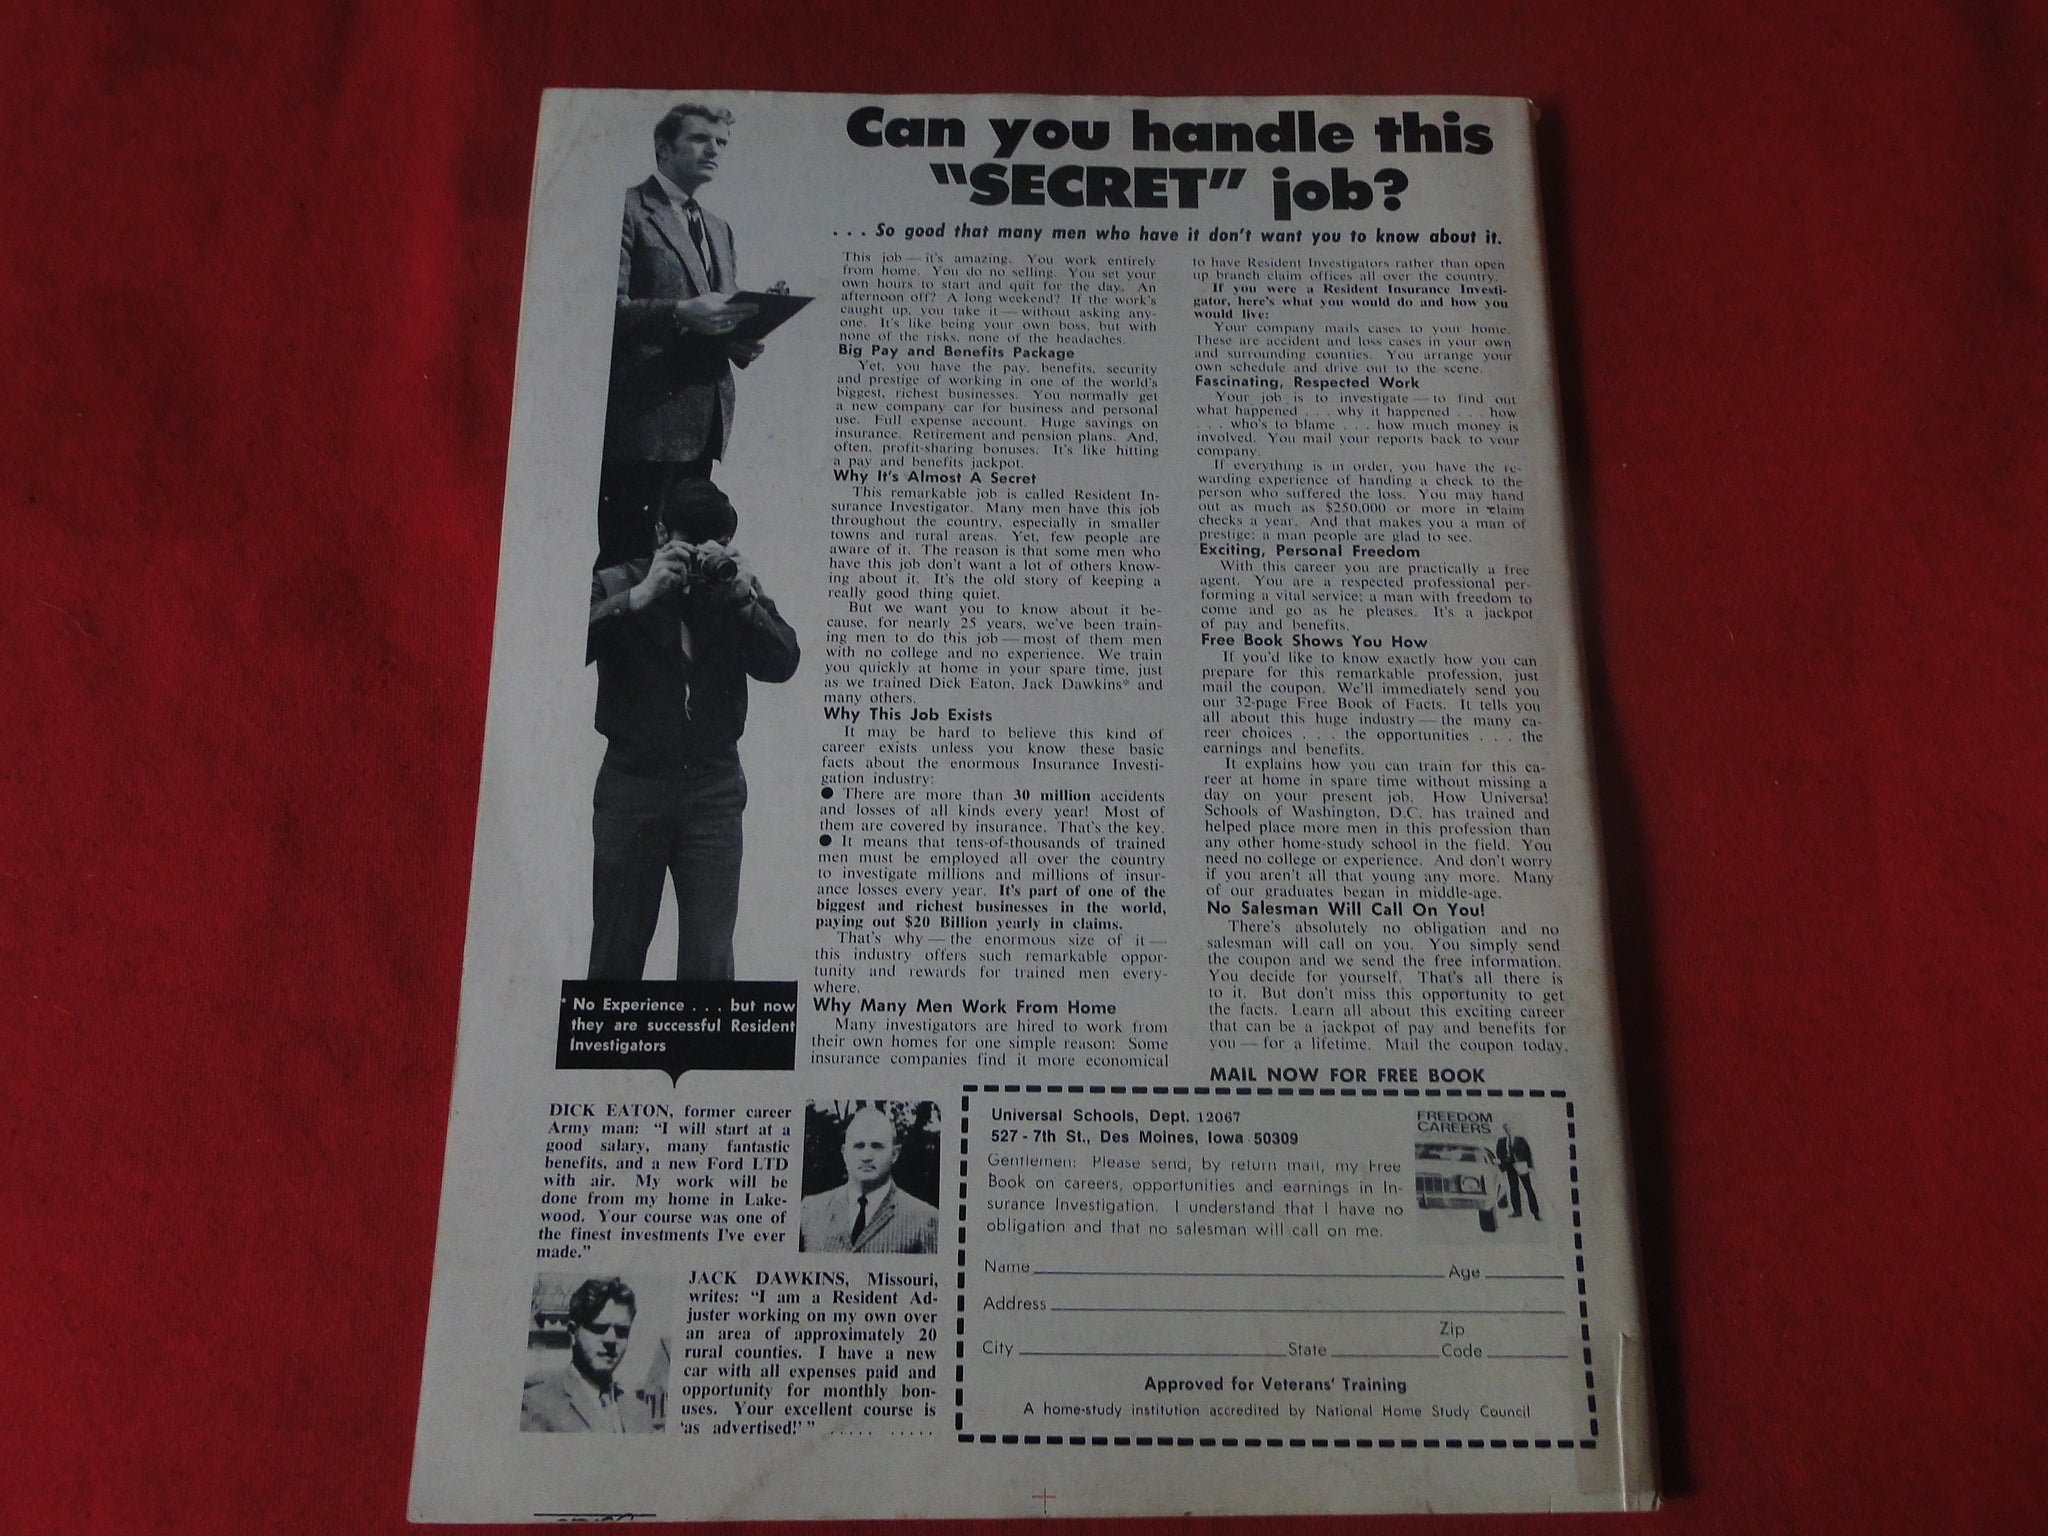 Can you handle this
"SECRET" job?
. . . So good that many men who have it don't want you to know about it.
This job — it's amazing. You work entirely
from home. You do no selling. You set your
own hours to start and quit for the day. An
afternoon off? A long weekend? If the work's
caught up, you take it — without asking any-
one. It's like being your own boss, but with
none of the risks, none of the headaches.
Big Pay and Benefits Package
Yet, you have the pay, benefits, security
and prestige of working in one of the world's
biggest, richest businesses. You normally get
a new company car for business and personal
use. Full expense account. Huge savings on
insurance. Retirement and pension plans. And,
often, profit-sharing bonuses. It's like hitting
a pay and benefits jackpot.
Why It's Almost A Secret
This remarkable job is called Resident In-
surance Investigator. Many men have this job
throughout the country, especially in smaller
towns and rural areas. Yet, few people are
aware of it. The reason is that some men who
have this job don't want a lot of others know-
ing about it. It's the old story of keeping a
really good thing quiet.
But we want you to know about it be-
cause, for nearly 25 years, we've been train-
ing men to do this job — most of them men
with no college and no experience. We train
you quickly at home in your spare time, just
as we trained Dick Eaton, Jack Dawkins* and
many others.
Why This Job Exists
It may be hard to believe this kind of
career exists unless you know these basic
facts about the enormous Insurance Investi-
gation industry:
● There are more than 30 million accidents
and losses of all kinds every year! Most of
them are covered by insurance. That's the key.
● It means that tens-of-thousands of trained
men must be employed all over the country
to investigate millions and millions of insur-
ance losses every year. It's part of one of the
biggest and richest businesses in the world,
paying out $20 Billion yearly in claims.
That's why — the enormous size of it —
this industry offers such remarkable oppor-
tunity and rewards for trained men every-
where.
Why Many Men Work From Home
Many investigators are hired to work from
their own homes for one simple reason: Some
insurance companies find it more economical
to have Resident Investigators rather than open
up branch claim offices all over the country.
If you were a Resident Insurance Investi-
gator, here's what you would do and how you
would live:
Your company mails cases to your home.
These are accident and loss cases in your own
and surrounding counties. You arrange your
own schedule and drive out to the scene.
Fascinating, Respected Work
Your job is to investigate — to find out
what happened . . . why it happened . . . how
. . . who's to blame . . . how much money is
involved. You mail your reports back to your
company.
If everything is in order, you have the re-
warding experience of handing a check to the
person who suffered the loss. You may hand
out as much as $250,000 or more in claim
checks a year. And that makes you a man of
prestige; a man people are glad to see.
Exciting, Personal Freedom
With this career you are practically a free
agent. You are a respected professional per-
forming a vital service; a man with freedom to
come and go as he pleases. It's a jackpot
of pay and benefits.
Free Book Shows You How
If you'd like to know exactly how you can
prepare for this remarkable profession, just
mail the coupon. We'll immediately send you
our 32-page Free Book of Facts. It tells you
all about this huge industry — the many ca-
reer choices . . . the opportunities . . . the
earnings and benefits.
It explains how you can train for this ca-
reer at home in spare time without missing a
day on your present job. How Universal
Schools of Washington, D.C. has trained and
helped place more men in this profession than
any other home-study school in the field. You
need no college or experience. And don't worry
if you aren't all that young any more. Many
of our graduates began in middle-age.
No Salesman Will Call On You!
There's absolutely no obligation and no
salesman will call on you. You simply send
the coupon and we send the free information.
You decide for yourself. That's all there is
to it. But don't miss this opportunity to get
the facts. Learn all about this exciting career
that can be a jackpot of pay and benefits for
you — for a lifetime. Mail the coupon today.
* No Experience . . . but now
they are successful Resident
Investigators
DICK EATON, former career
Army man: "I will start at a
good salary, many fantastic
benefits, and a new Ford LTD
with air. My work will be
done from my home in Lake-
wood. Your course was one of
the finest investments I've ever
made."
JACK DAWKINS, Missouri,
writes: "I am a Resident Ad-
juster working on my own over
an area of approximately 20
rural counties. I have a new
car with all expenses paid and
opportunity for monthly bon-
uses. Your excellent course is
'as advertised!' " ..... .....
MAIL NOW FOR FREE BOOK
Universal Schools, Dept. 12067
527 - 7th St., Des Moines, Iowa 50309
FREEDOM
CAREERS
Gentlemen: Please send, by return mail, my Free
Book on careers, opportunities and earnings in In-
surance Investigation. I understand that I have no
obligation and that no salesman will call on me.
Name Age
Address
Zip
City State Code
Approved for Veterans' Training
A home-study institution accredited by National Home Study Council